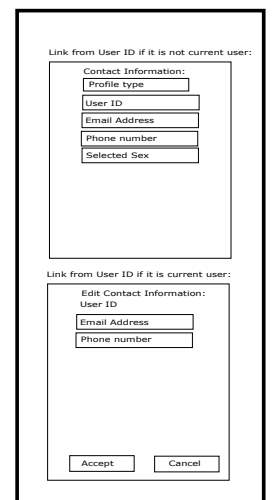 Link from User ID if it is not current user:
Contact Information:
Profile type
User ID
Email Address
Phone number
Selected Sex
Link from User ID if it is current user:
Edit Contact Information:
User ID
Email Address
Phone number
Accept Cancel